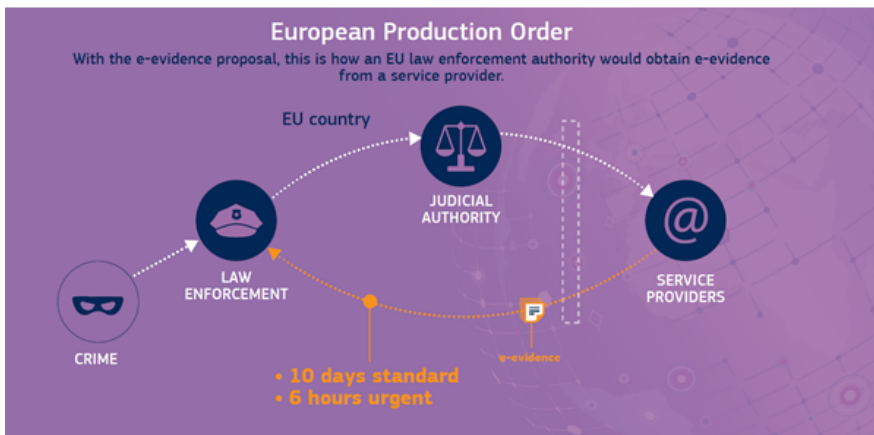 European Production Order
With the e-evidence proposal, this is how an EU law enforcement authority would obtain e-evidence
from a service provider.
EU country
JUDICIAL
AUTHORITY
LAW
ENFORCEMENT
@
SERVICE
PROVIDERS
CRIME
e-evidence
• 10 days standard
• 6 hours urgent